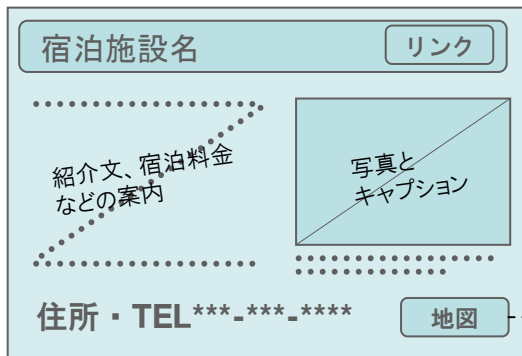 宿泊施設名
リンク
紹介文、宿泊料金
などの案内
写真と
キャプション
住所・TEL***-***-****
地図